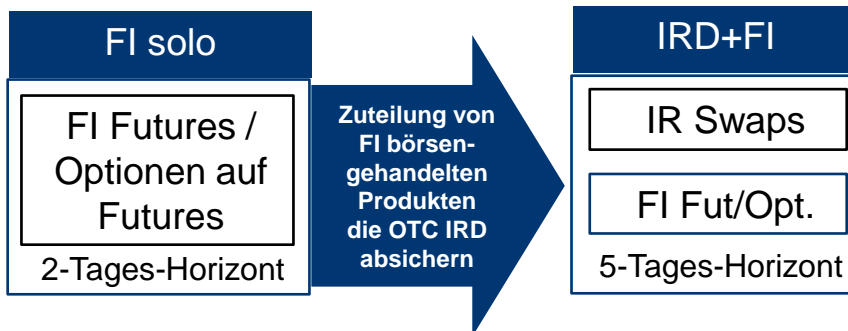 FI solo
FI Futures /
Optionen auf
Futures
2-Tages-Horizont
Zuteilung von
FI börsen-
gehandelten
Produkten
die OTC IRD
absichern
IRD+FI
IR Swaps
FI Fut/Opt.
5-Tages-Horizont